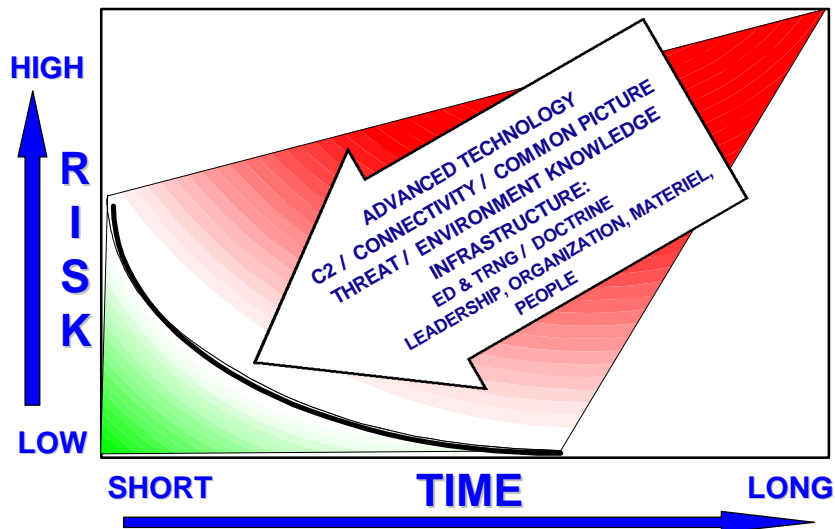 HIGH
RISK
LOW
ADVANCED TECHNOLOGY
C2 / CONNECTIVITY / COMMON PICTURE
THREAT / ENVIRONMENT KNOWLEDGE
INFRASTRUCTURE:
ED & TRNG / DOCTRINE
LEADERSHIP, ORGANIZATION, MATERIEL,
PEOPLE
SHORT
TIME
LONG